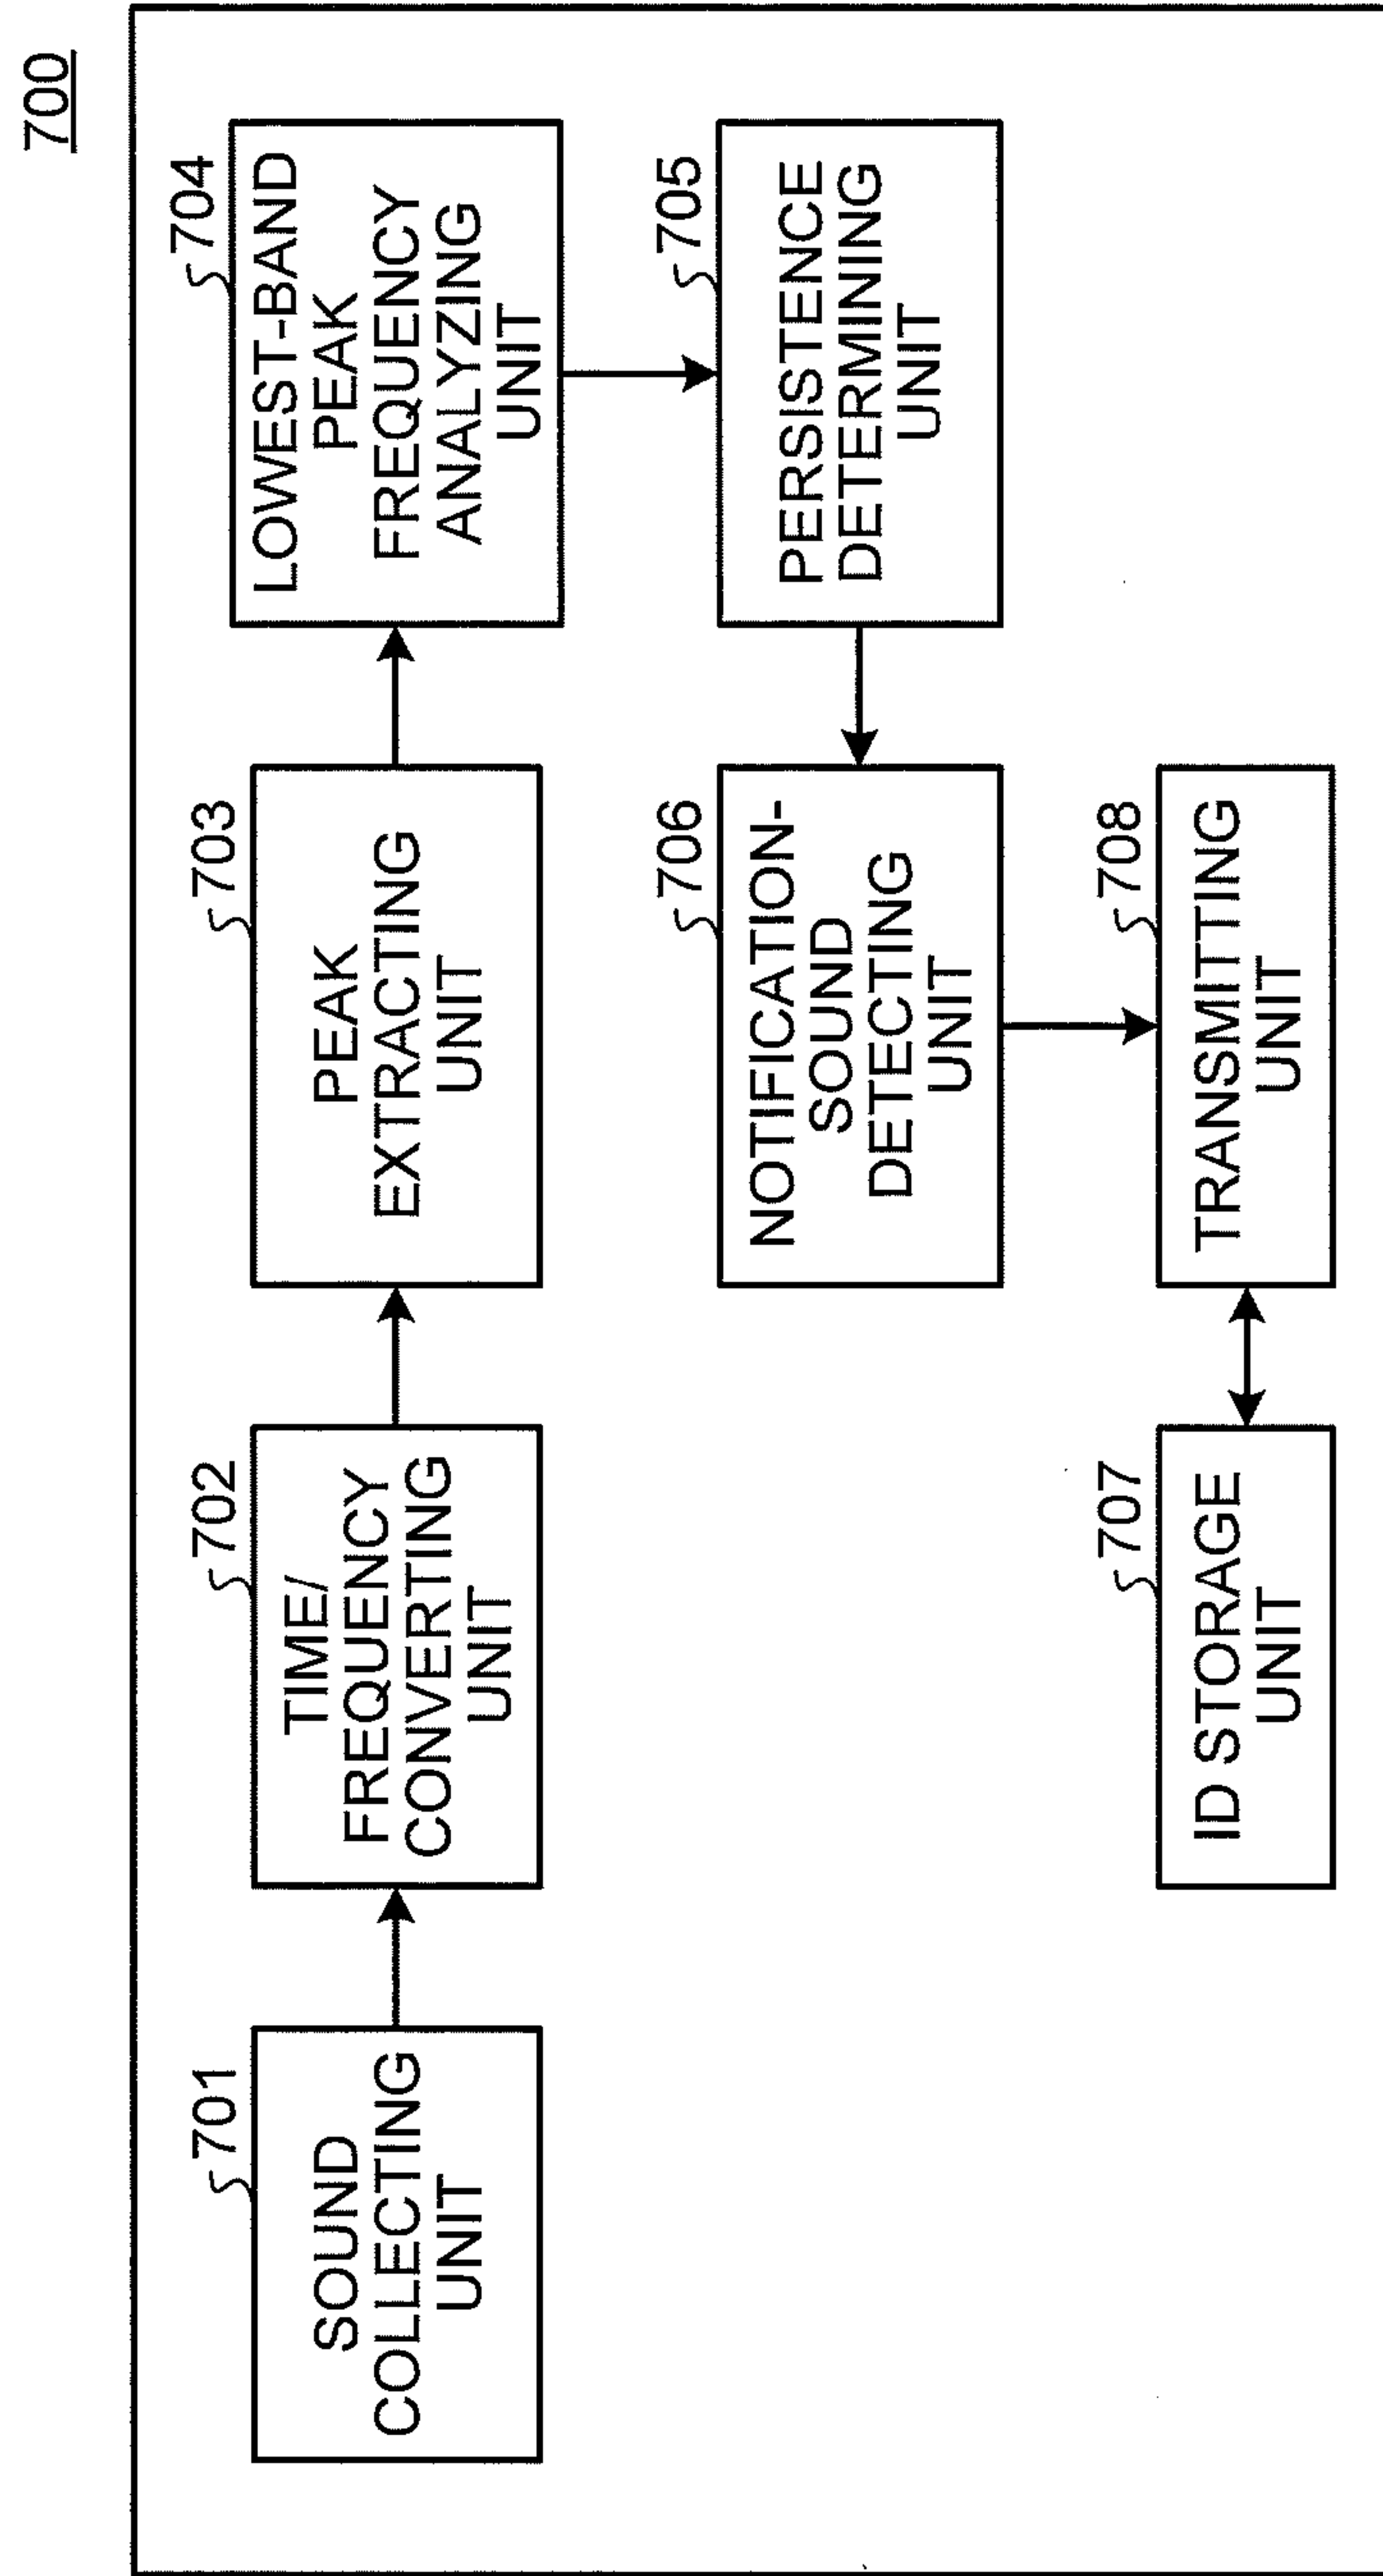 700
701
SOUND
COLLECTING
UNIT
702
TIME/
FREQUENCY
CONVERTING
UNIT
703
PEAK
EXTRACTING
UNIT
704
LOWEST-BAND
PEAK
FREQUENCY
ANALYZING
UNIT
705
PERSISTENCE
DETERMINING
UNIT
706
NOTIFICATION-
SOUND
DETECTING
UNIT
707
ID STORAGE
UNIT
708
TRANSMITTING
UNIT